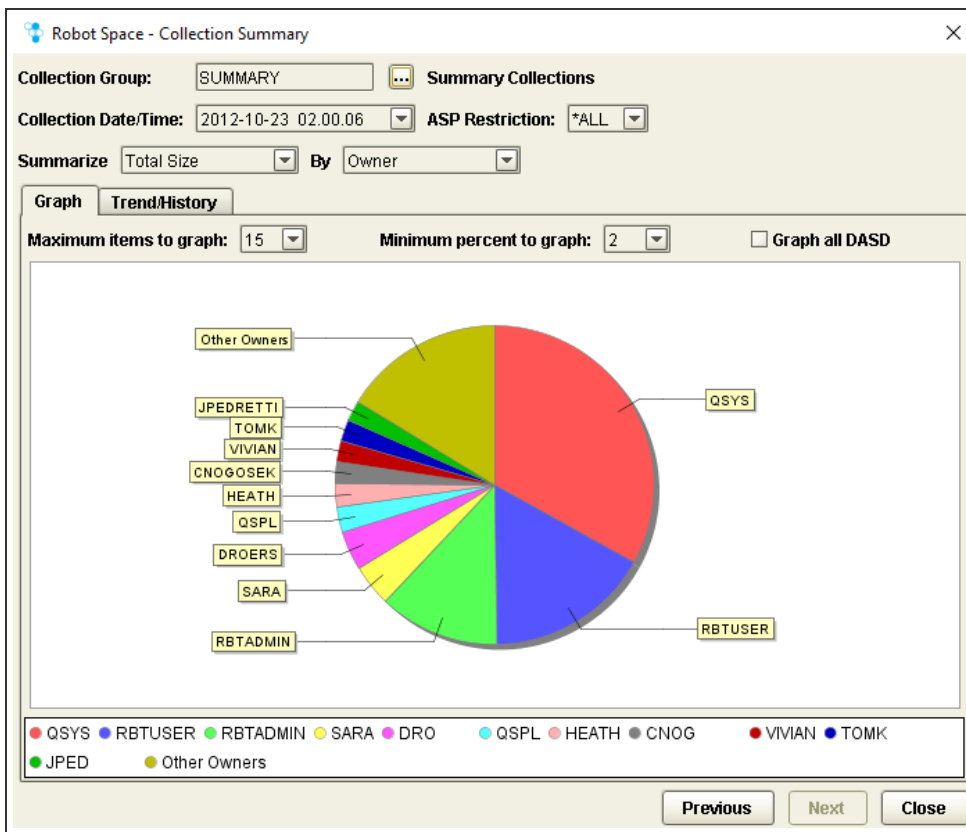 Robot Space - Collection Summary
Collection Group: SUMMARY ... Summary Collections
Collection Date/Time: 2012-10-23 02.00.06 ASP Restriction: *ALL
Summarize Total Size By Owner
Graph Trend/History
Maximum items to graph: 15 Minimum percent to graph: 2 Graph all DASD
Other Owners
QSYS
JPEDRETTI
TOMK
VIVIAN
CNOGOSEK
HEATH
QSPL
DROERS
SARA
RBTUSER
RBTADMIN
QSYS RBTUSER RBTADMIN SARA DRO QSPL HEATH CNOG VIVIAN TOMK
JPED Other Owners
Previous Next Close